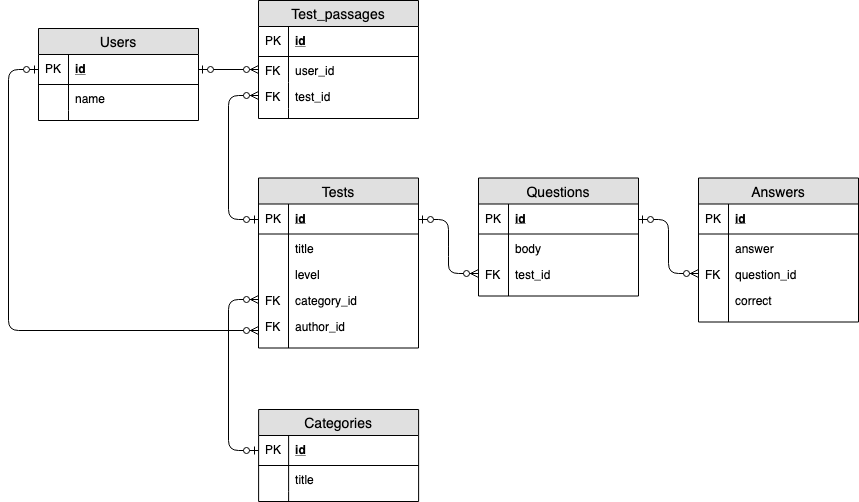 Users
PK id
name
Test_passages
PK id
FK user_id
FK test_id
Tests
PK id
title
level
FK category_id
FK author_id
Questions
PK id
body
FK test_id
Answers
PK id
answer
FK question_id
correct
Categories
PK id
title